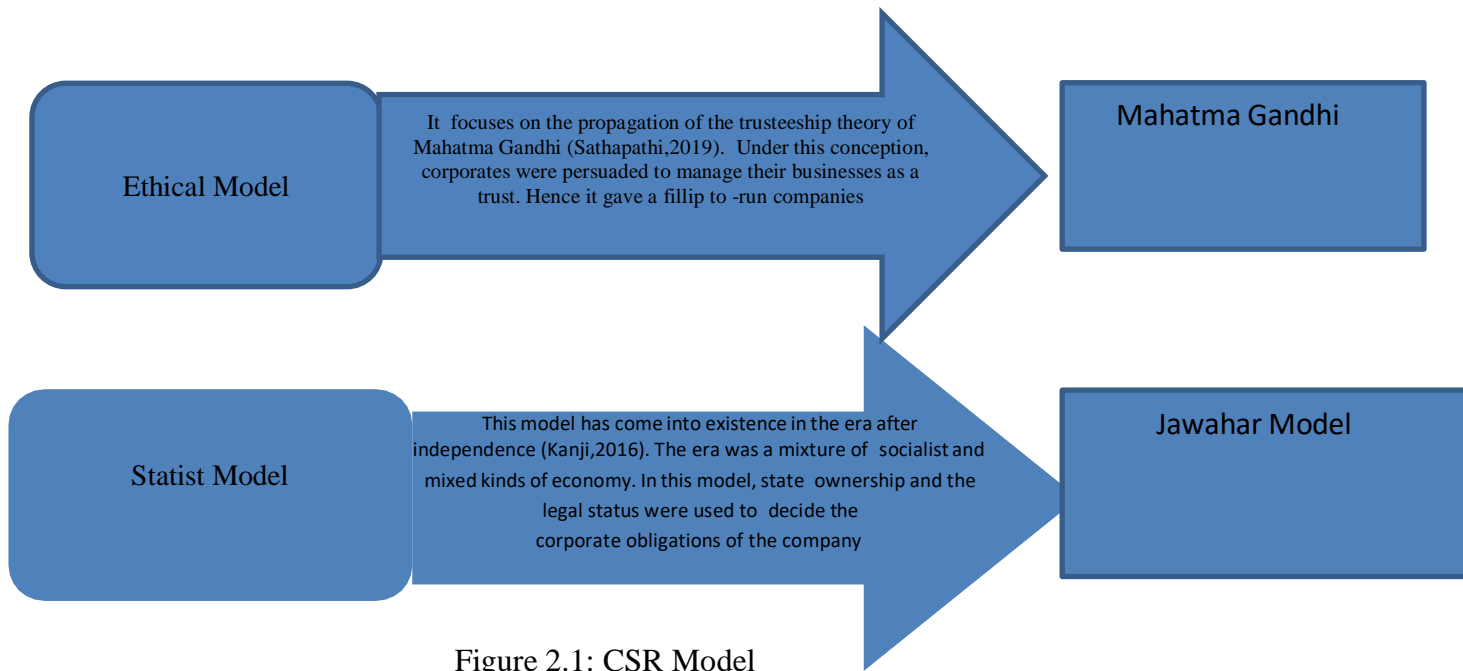 Ethical Model
It focuses on the propagation of the trusteeship theory of
Mahatma Gandhi (Sathapathi,2019). Under this conception,
corporates were persuaded to manage their businesses as a
trust. Hence it gave a fillip to -run companies
Mahatma Gandhi
Statist Model
This model has come into existence in the era after
independence (Kanji,2016). The era was a mixture of socialist and
mixed kinds of economy. In this model, state ownership and the
legal status were used to decide the
corporate obligations of the company
Jawahar Model
Figure 2.1: CSR Model